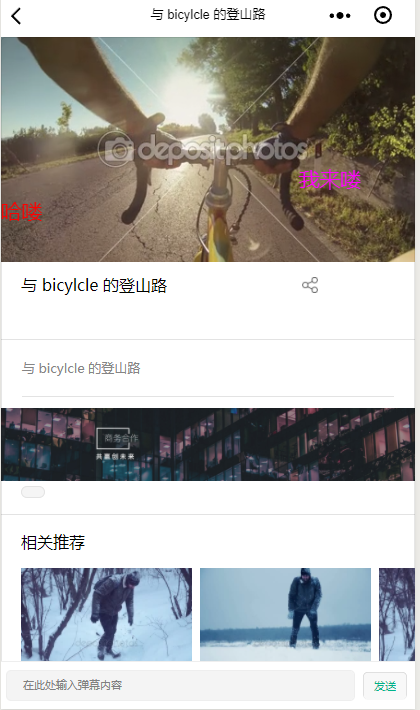 与 bicylcle 的登山路
depositphotos
我来喽
哈喽
与 bicylcle 的登山路
与 bicylcle 的登山路
商务合作
共赢创未来
相关推荐
在此处输入弹幕内容
发送